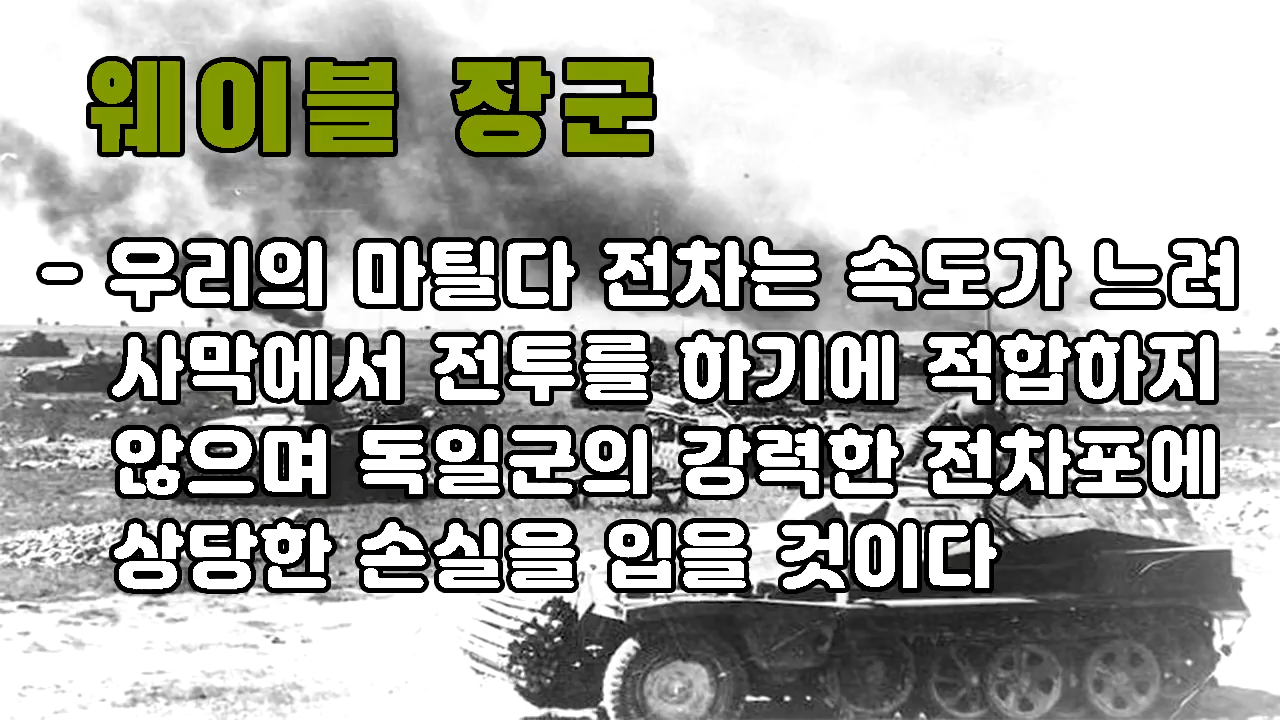 웨이블 장군
- 우리의 마틸다 전차는 속도가 느려
사막에서 전투를 하기에 적합하지
않으며 독일군의 강력한 전차포에
상당한 손실을 입을 것이다